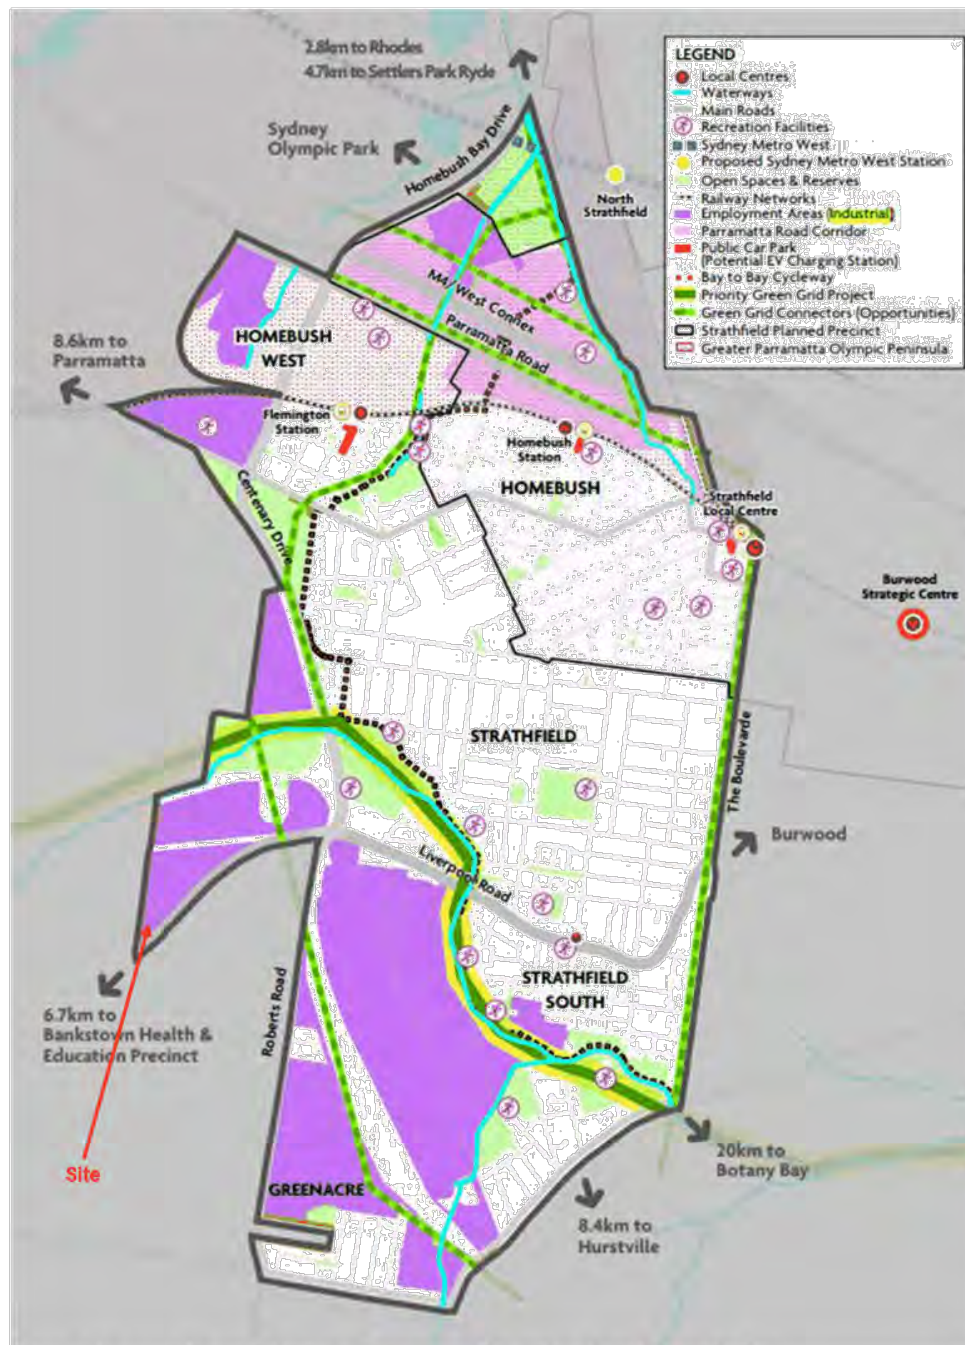 2.8km to Rhodes
4.7km to Settlers Park Ryde
Sydney
Olympic Park
Homebush Bay Drive
North
Strathfield
LEGEND
Local Centres
Waterways
Main Roads
Recreation Facilities
Sydney Metro West
Proposed Sydney Metro West Station
Open Spaces & Reserves
Railway Networks
Employment Areas (Industrial)
Parramatta Road Corridor
Public Car Park
(Potential EV Charging Station)
Bay to Bay Cycleway
Priority Green Grid Project
Green Grid Connectors (Opportunities)
Strathfield Planned Precinct
Greater Parramatta Olympic Peninsula
M4/ West Connex
Parramatta Road
HOMEBUSH
WEST
8.6km to
Parramatta
Flemington
Station
Homebush
Station
HOMEBUSH
Strathfield
Local Centre
Centenary Drive
Burwood
Strategic Centre
STRATHFIELD
The Boulevarde
Burwood
Liverpool Road
STRATHFIELD
SOUTH
Roberts Road
6.7km to
Bankstown Health &
Education Precinct
Site
GREENACRE
20km to
Botany Bay
8.4km to
Hurstville